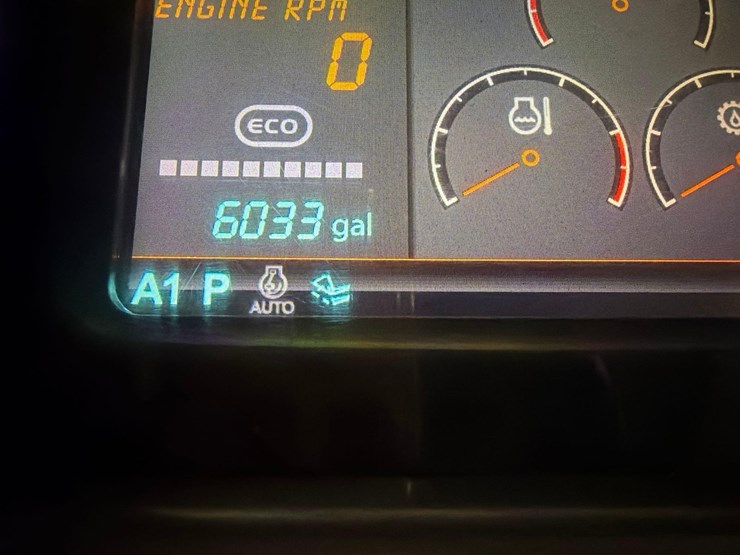 ENGINE RPM
0
ECO
6033 gal
A1 P AUTO